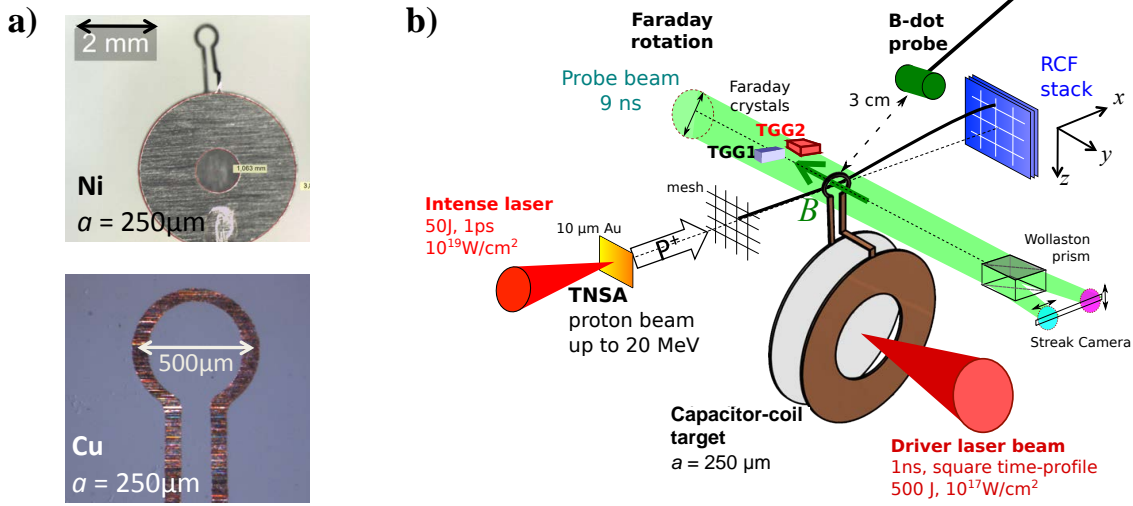 a)
2 mm
1,063 mm
Ni
a = 250µm
500µm
Cu
a = 250µm
b)
Faraday
rotation
Probe beam
9 ns
Faraday
crystals
TGG2
TGG1
B-dot
probe
3 cm
RCF
stack
x
y
z
mesh
B
Intense laser
50J, 1ps
10¹⁹W/cm²
10 µm Au
P⁺
TNSA
proton beam
up to 20 MeV
Wollaston
prism
Streak Camera
Capacitor-coil
target
a = 250 µm
Driver laser beam
1ns, square time-profile
500 J, 10¹⁷W/cm²